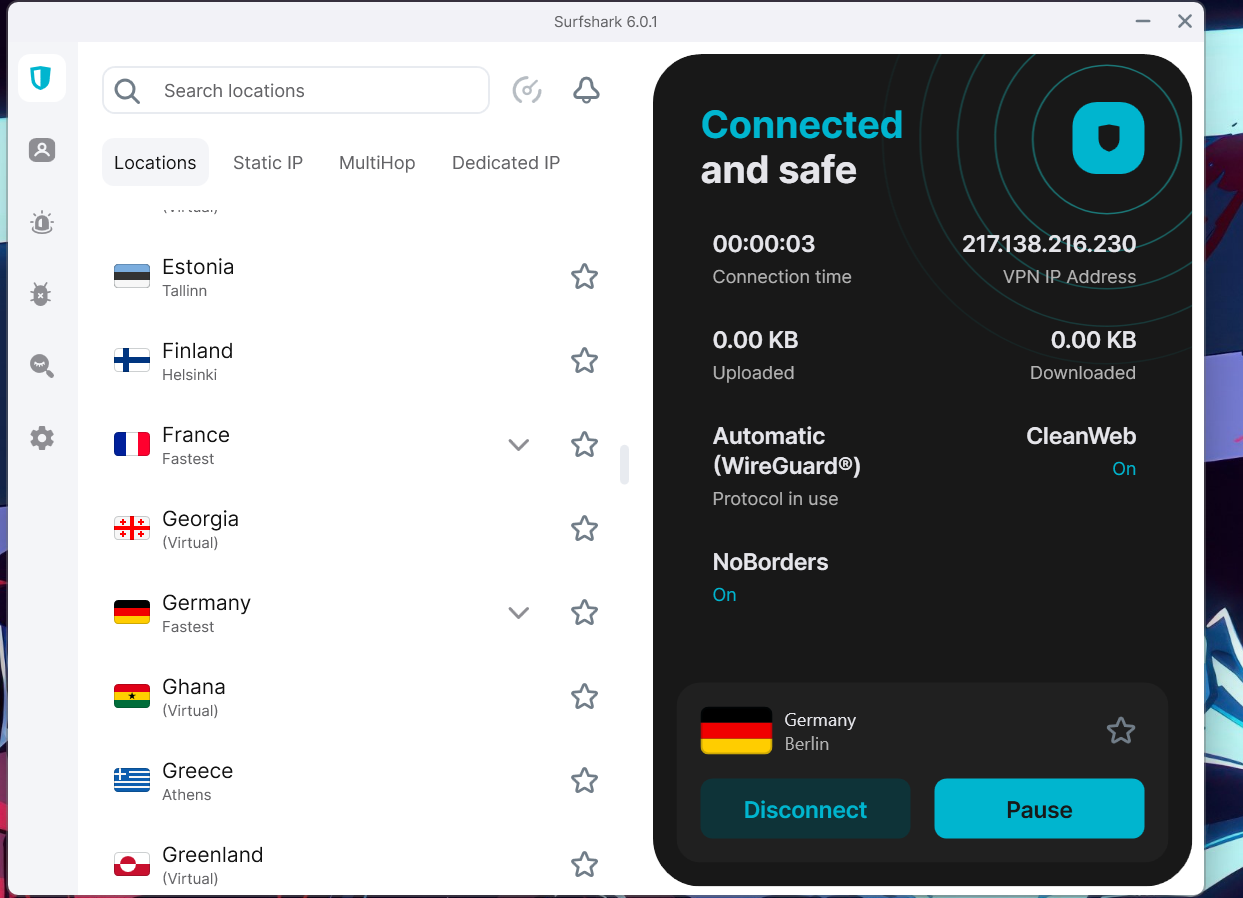 Surfshark 6.0.1
Search locations
Locations
Static IP
MultiHop
Dedicated IP
(Virtual)
Estonia
Tallinn
Finland
Helsinki
France
Fastest
Georgia
(Virtual)
Germany
Fastest
Ghana
(Virtual)
Greece
Athens
Greenland
(Virtual)
Connected
and safe
00:00:03
Connection time
217.138.216.230
VPN IP Address
0.00 KB
Uploaded
0.00 KB
Downloaded
Automatic
(WireGuard®)
Protocol in use
CleanWeb
On
NoBorders
On
Germany
Berlin
Disconnect
Pause